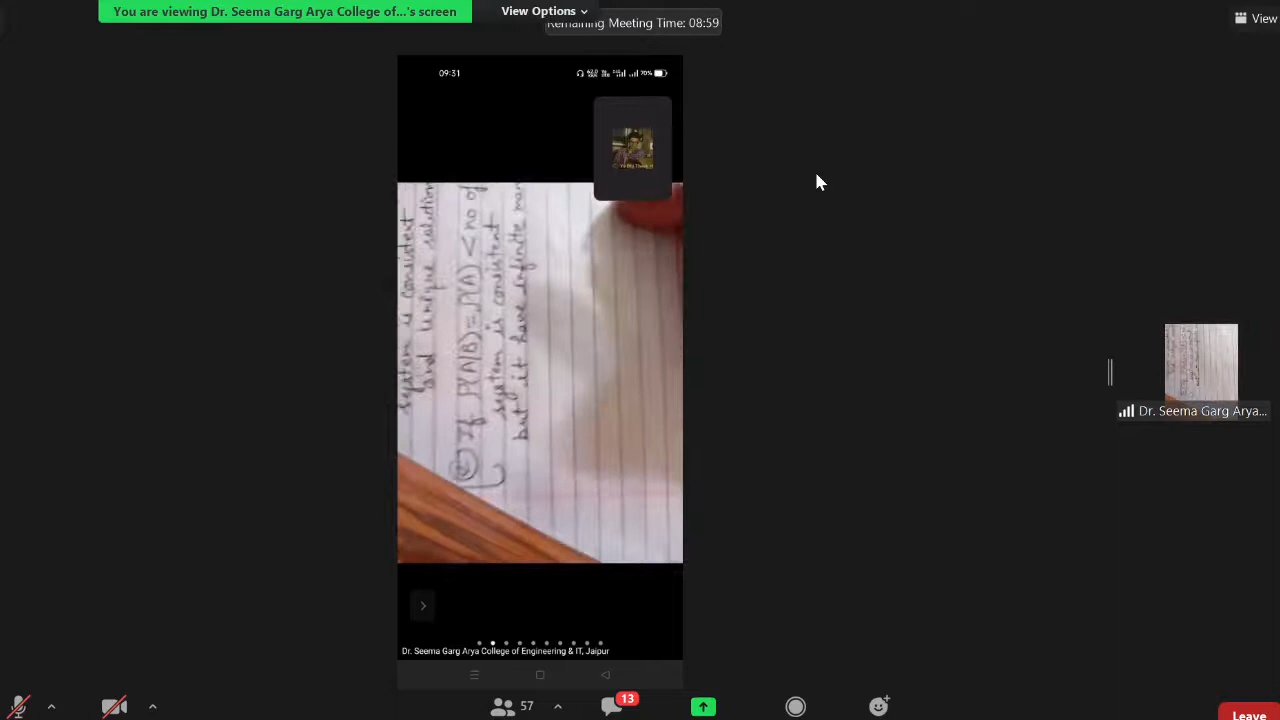 You are viewing Dr. Seema Garg Arya College of...'s screen
View Options
Remaining Meeting Time: 08:59
View
09:31
70%
system is consistent
and unique solution
② If P(A/B) = P(A) < no of
system is consistent
but it have infinite
Dr. Seema Garg Arya College of Engineering & IT, Jaipur
Dr. Seema Garg Arya...
57
13
Leave